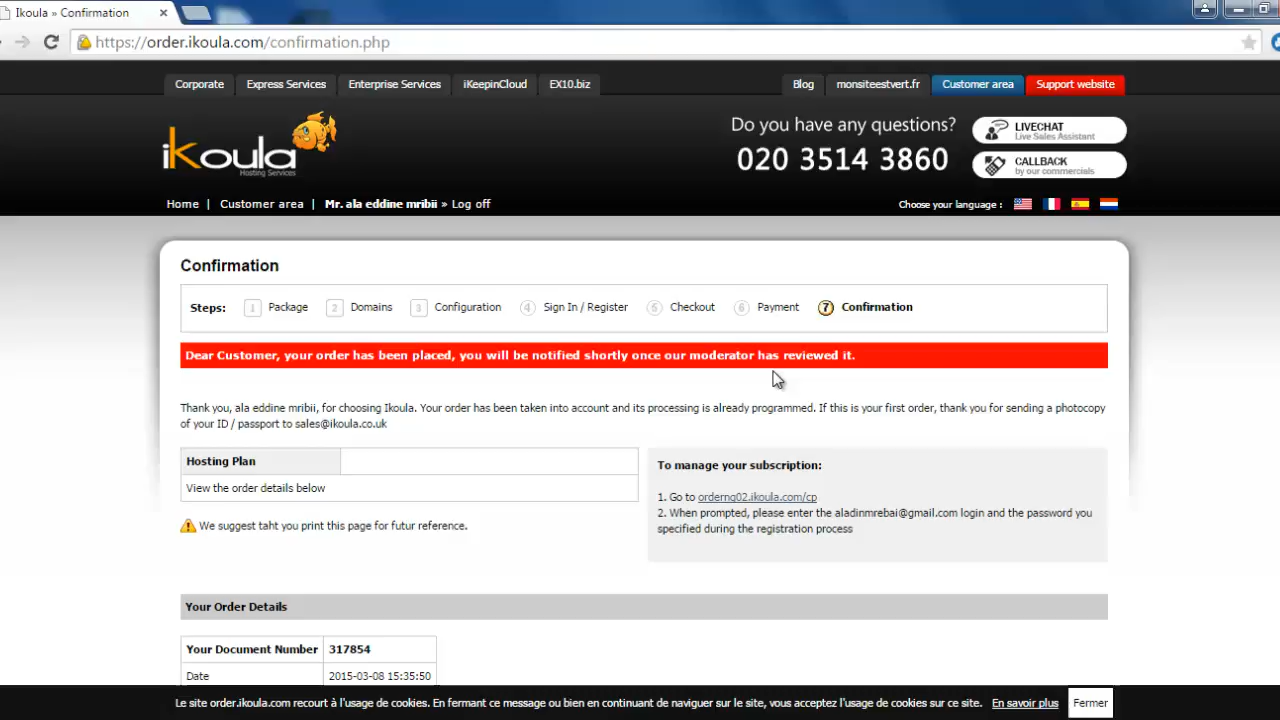 Ikoula » Confirmation
https://order.ikoula.com/confirmation.php
Corporate Express Services Enterprise Services iKeepinCloud EX10.biz Blog monsiteestvert.fr Customer area Support website
ikoula
Hosting Services
Do you have any questions?
020 3514 3860
LIVECHAT
Live Sales Assistant
CALLBACK
by our commercials
Home | Customer area | Mr. ala eddine mribii » Log off
Choose your language :
Confirmation
Steps: 1 Package 2 Domains 3 Configuration 4 Sign In / Register 5 Checkout 6 Payment 7 Confirmation
Dear Customer, your order has been placed, you will be notified shortly once our moderator has reviewed it.
Thank you, ala eddine mribii, for choosing Ikoula. Your order has been taken into account and its processing is already programmed. If this is your first order, thank you for sending a photocopy
of your ID / passport to sales@ikoula.co.uk
Hosting Plan
View the order details below
We suggest taht you print this page for futur reference.
To manage your subscription:
1. Go to orderng02.ikoula.com/cp
2. When prompted, please enter the aladinmrebai@gmail.com login and the password you
specified during the registration process
Your Order Details
Your Document Number 317854
Date 2015-03-08 15:35:50
Le site order.ikoula.com recourt à l'usage de cookies. En fermant ce message ou bien en continuant de naviguer sur le site, vous acceptez l'usage de cookies sur ce site. En savoir plus Fermer